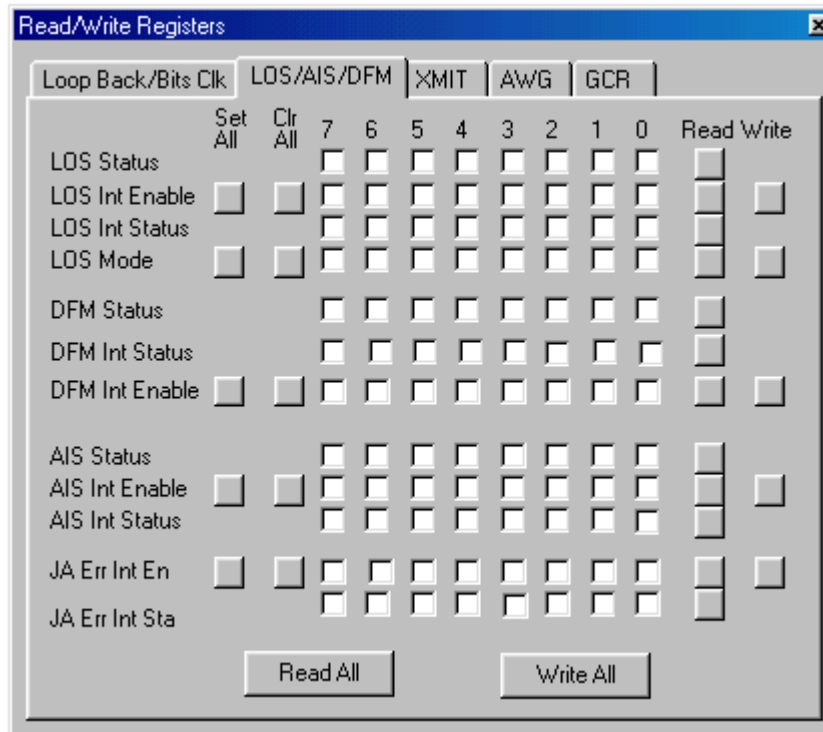 Read/Write Registers
Loop Back/Bits Clk LOS/AIS/DFM XMIT AWG GCR
Set All Clr All 7 6 5 4 3 2 1 0 Read Write
LOS Status
LOS Int Enable
LOS Int Status
LOS Mode
DFM Status
DFM Int Status
DFM Int Enable
AIS Status
AIS Int Enable
AIS Int Status
JA Err Int En
JA Err Int Sta
Read All Write All